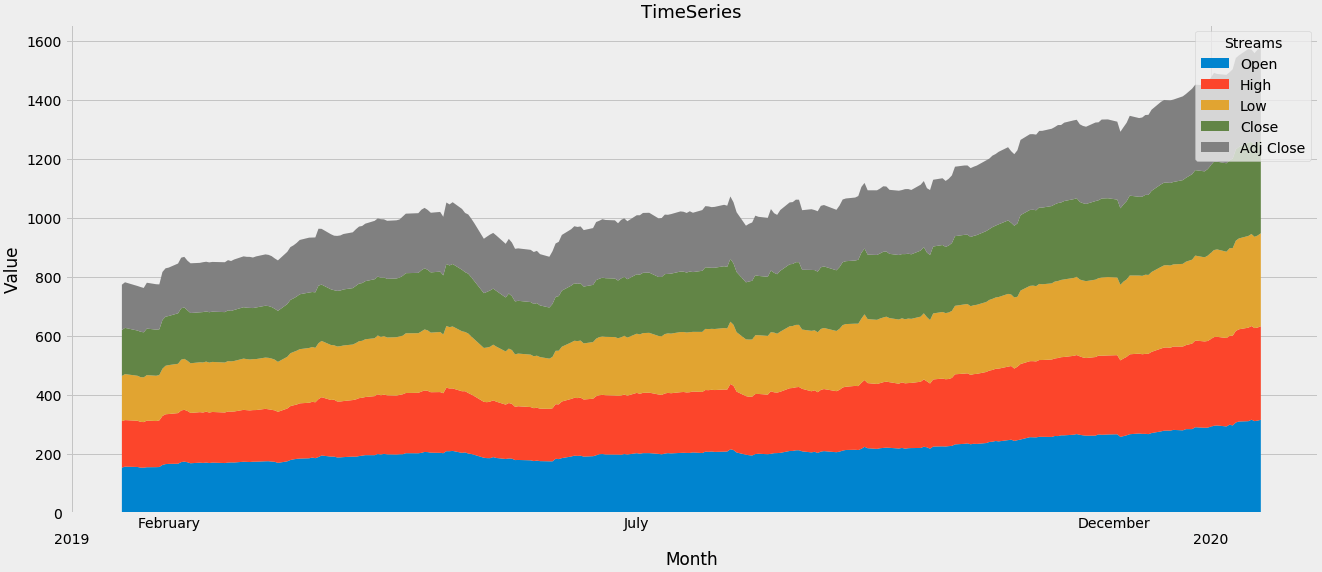 TimeSeries
1600
1400
1200
1000
800
600
400
200
0
Value
Streams
Open
High
Low
Close
Adj Close
February
July
December
2019
2020
Month